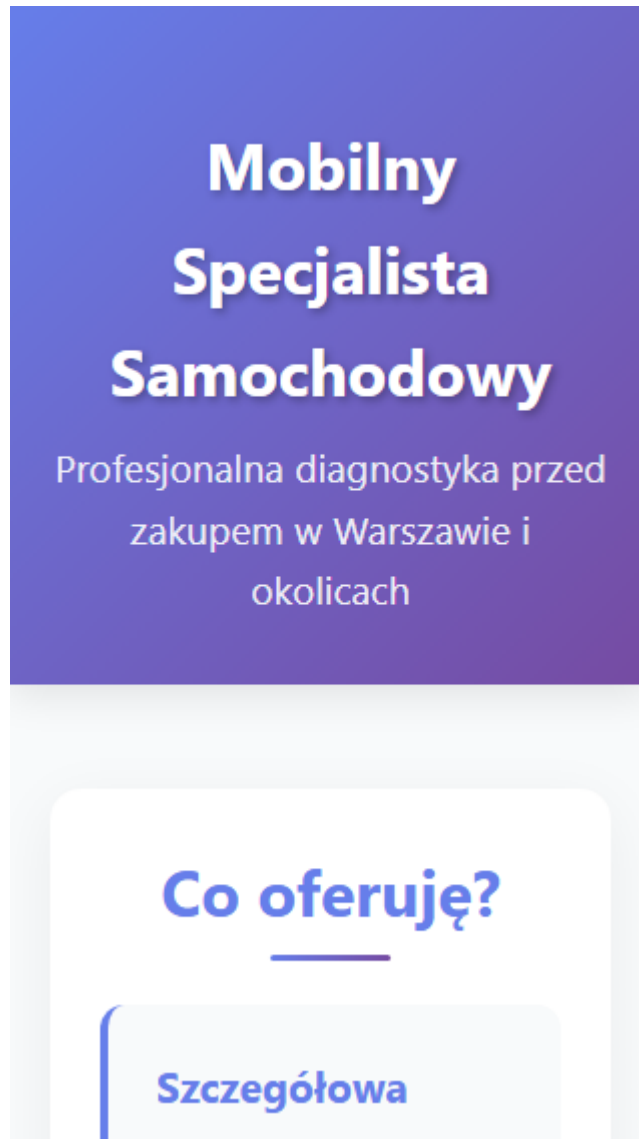 Mobilny
Specjalista
Samochodowy
Profesjonalna diagnostyka przed
zakupem w Warszawie i
okolicach
Co oferuję?
Szczegółowa